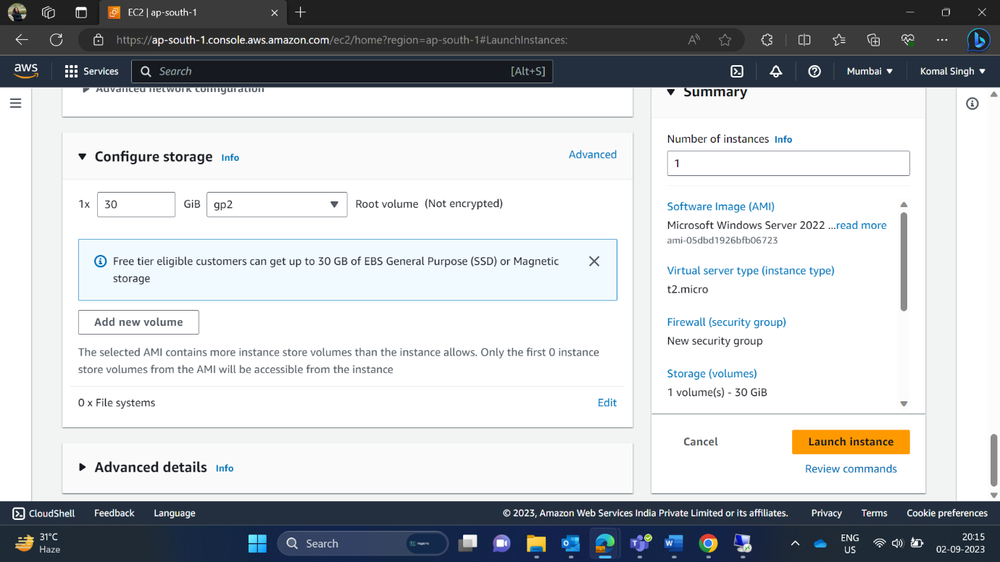 EC2 | ap-south-1
https://ap-south-1.console.aws.amazon.com/ec2/home?region=ap-south-1#LaunchInstances:
aws
Services
Search
[Alt+S]
Mumbai
Komal Singh
Advanced network configuration
Configure storage Info
Advanced
1x 30 GiB gp2 Root volume (Not encrypted)
Free tier eligible customers can get up to 30 GB of EBS General Purpose (SSD) or Magnetic
storage
Add new volume
The selected AMI contains more instance store volumes than the instance allows. Only the first 0 instance
store volumes from the AMI will be accessible from the instance
0 x File systems
Edit
Advanced details Info
Summary
Number of instances Info
1
Software Image (AMI)
Microsoft Windows Server 2022 ...read more
ami-05dbd1926bfb06723
Virtual server type (instance type)
t2.micro
Firewall (security group)
New security group
Storage (volumes)
1 volume(s) - 30 GiB
Cancel
Launch instance
Review commands
CloudShell
Feedback
Language
© 2023, Amazon Web Services India Private Limited or its affiliates.
Privacy
Terms
Cookie preferences
31°C
Haze
Search
ENG
US
20:15
02-09-2023